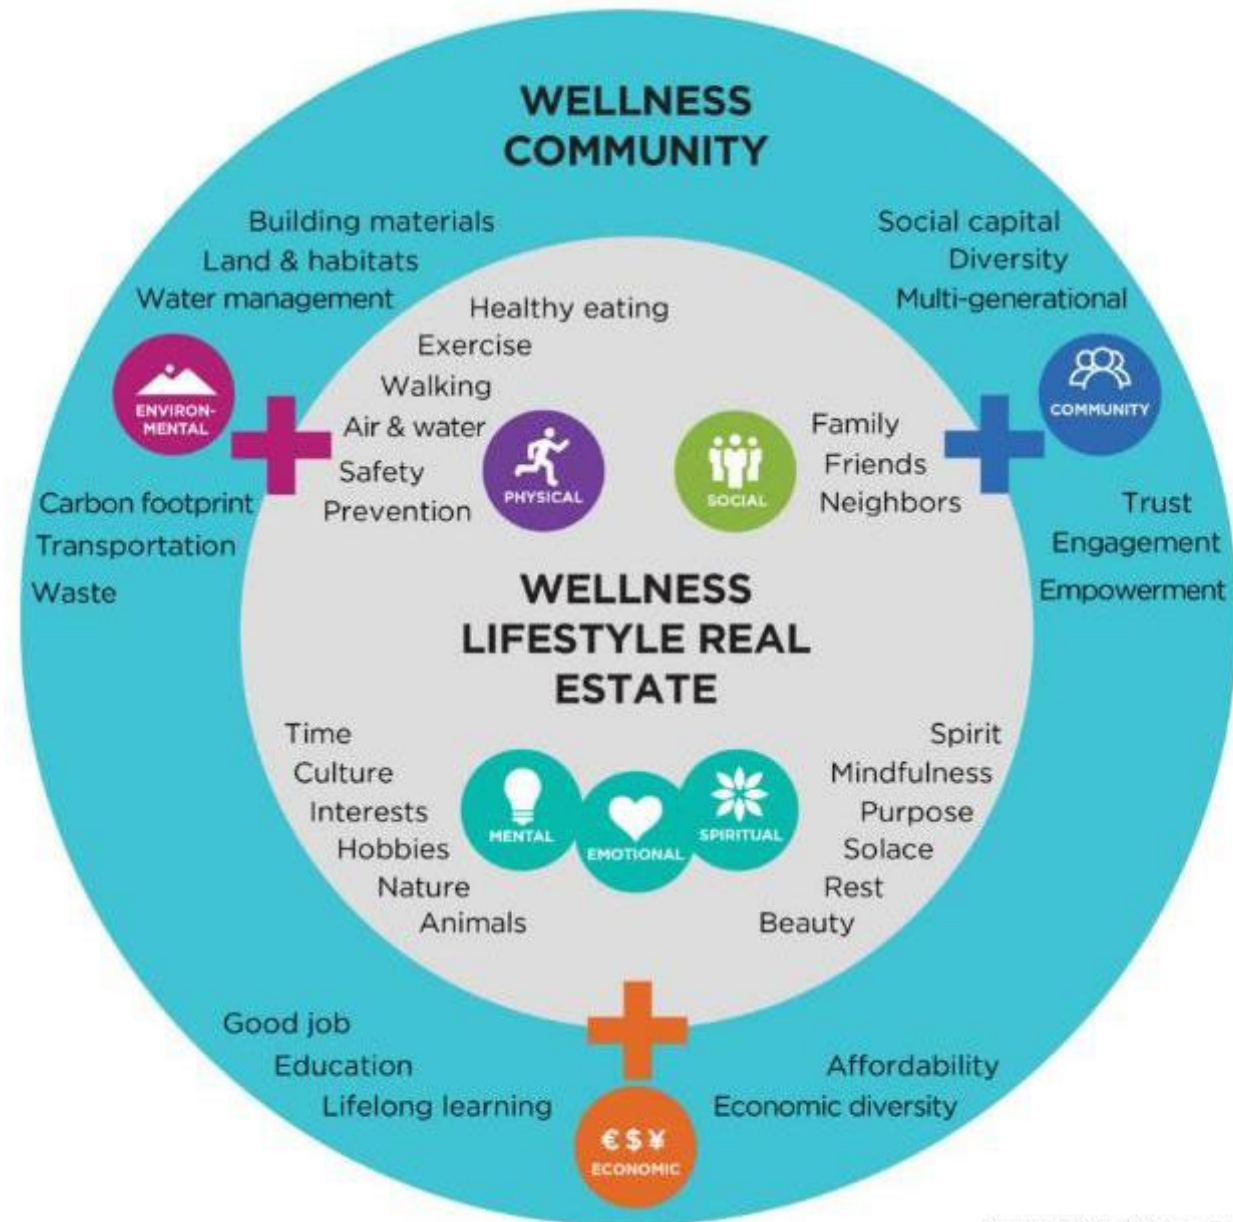 WELLNESS
COMMUNITY
Building materials
Land & habitats
Water management
Social capital
Diversity
Multi-generational
ENVIRON-
MENTAL
COMMUNITY
Carbon footprint
Transportation
Waste
Trust
Engagement
Empowerment
Healthy eating
Exercise
Walking
Air & water
Safety
Prevention
PHYSICAL
SOCIAL
Family
Friends
Neighbors
WELLNESS
LIFESTYLE REAL
ESTATE
Time
Culture
Interests
Hobbies
Nature
Animals
MENTAL
EMOTIONAL
SPIRITUAL
Spirit
Mindfulness
Purpose
Solace
Rest
Beauty
Good job
Education
Lifelong learning
€ $ ¥
ECONOMIC
Affordability
Economic diversity